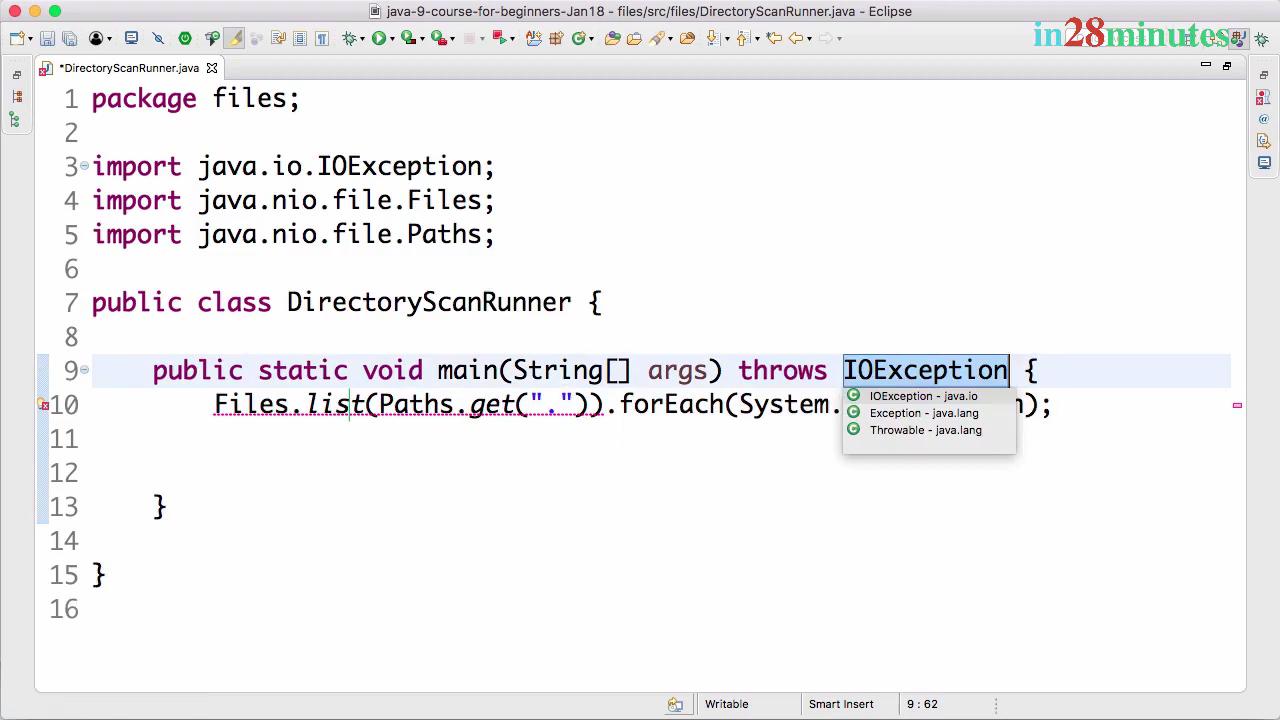 java-9-course-for-beginners-Jan18 - files/src/files/DirectoryScanRunner.java - Eclipse
in28minutes
*DirectoryScanRunner.java
1 package files;
2
3 import java.io.IOException;
4 import java.nio.file.Files;
5 import java.nio.file.Paths;
6
7 public class DirectoryScanRunner {
8
9 public static void main(String[] args) throws IOException {
10 Files.list(Paths.get(".")).forEach(System. n);
IOException - java.io
Exception - java.lang
Throwable - java.lang
11
12
13 }
14
15 }
16
Writable Smart Insert 9 : 62